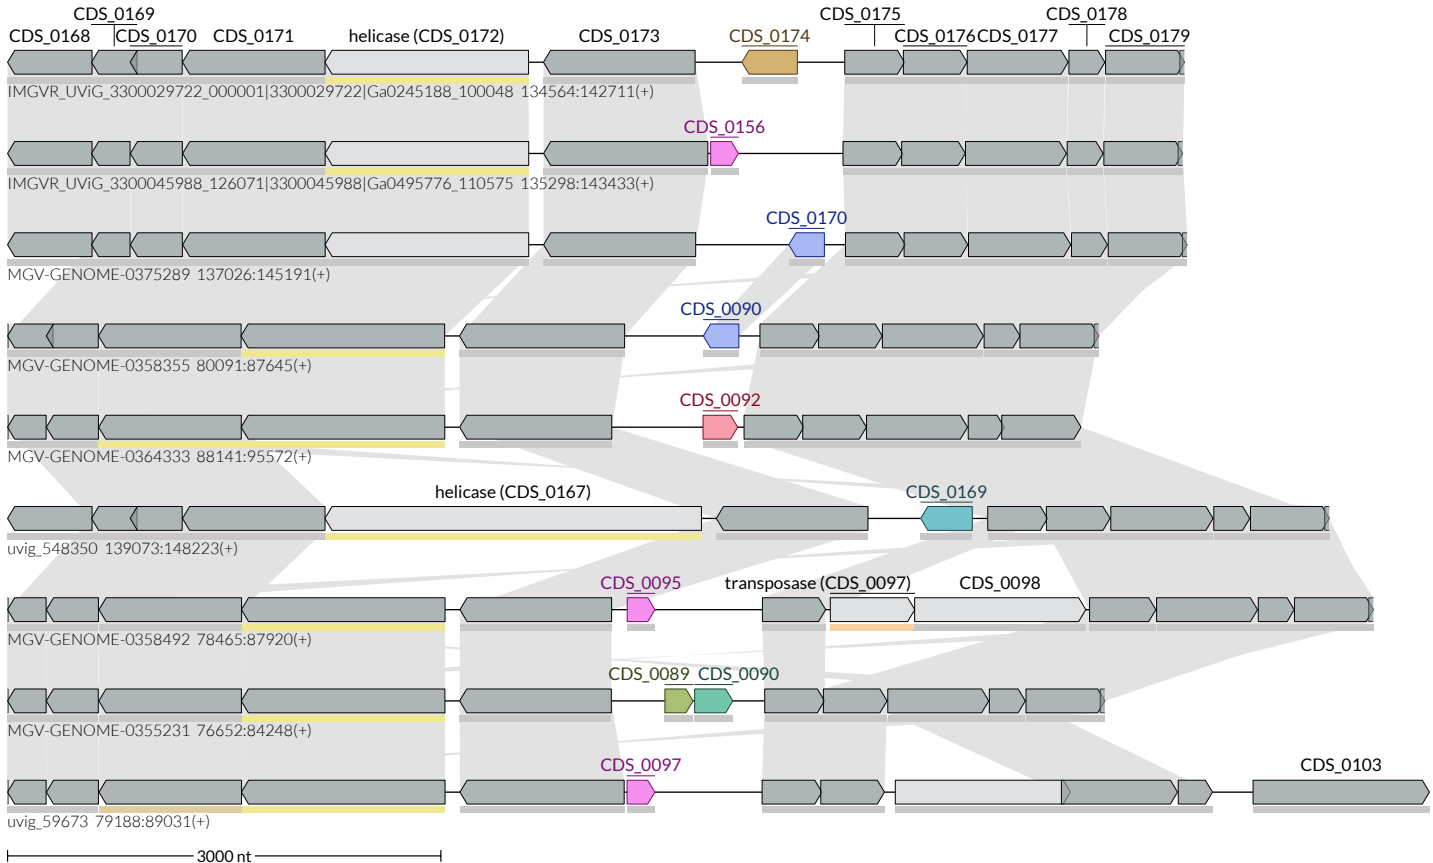 CDS_0169 CDS_0175 CDS_0178
CDS_0168 CDS_0170 CDS_0171 helicase (CDS_0172) CDS_0173 CDS_0174 CDS_0176 CDS_0177 CDS_0179
IMGVR_UViG_3300029722_000001|3300029722|Ga0245188_100048 134564:142711(+)
CDS_0156
IMGVR_UViG_3300045988_126071|3300045988|Ga0495776_110575 135298:143433(+)
CDS_0170
MGV-GENOME-0375289 137026:145191(+)
CDS_0090
MGV-GENOME-0358355 80091:87645(+)
CDS_0092
MGV-GENOME-0364333 88141:95572(+)
helicase (CDS_0167) CDS_0169
uvig_548350 139073:148223(+)
CDS_0095 transposase (CDS_0097) CDS_0098
MGV-GENOME-0358492 78465:87920(+)
CDS_0089 CDS_0090
MGV-GENOME-0355231 76652:84248(+)
CDS_0097 CDS_0103
uvig_59673 79188:89031(+)
3000 nt